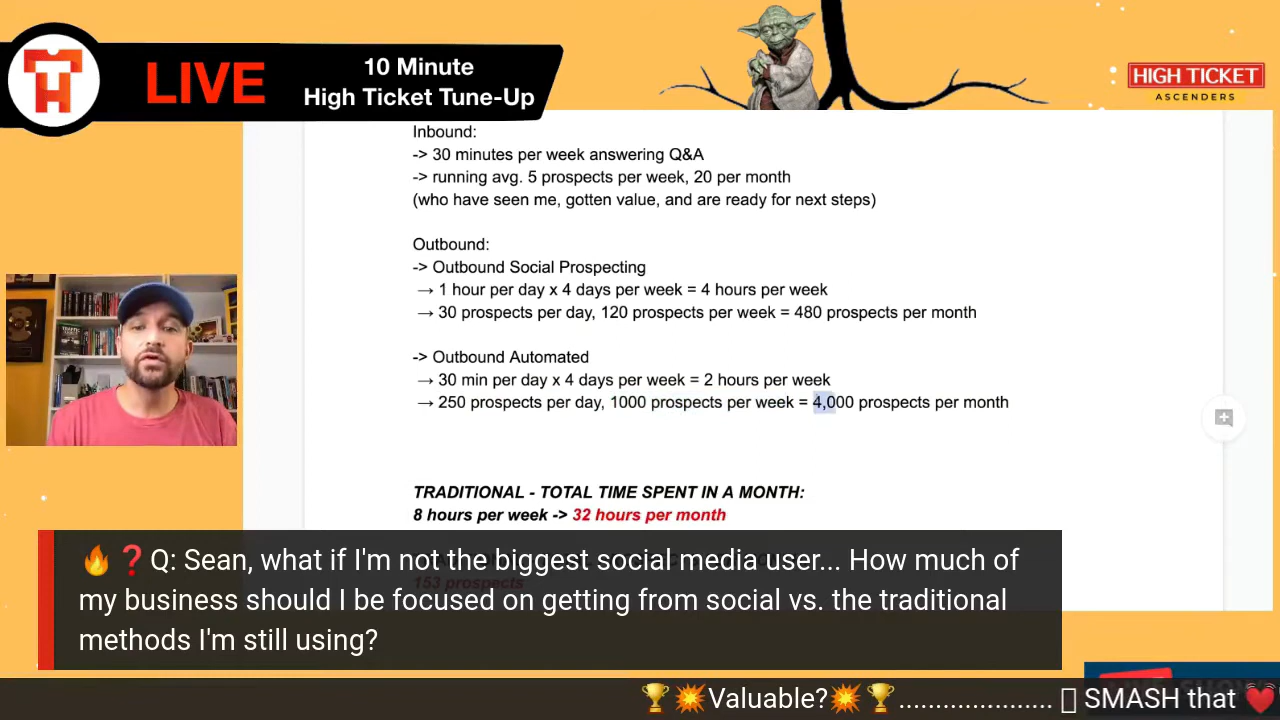 LIVE
10 Minute
High Ticket Tune-Up
HIGH TICKET
ASCENDERS
Inbound:
-> 30 minutes per week answering Q&A
-> running avg. 5 prospects per week, 20 per month
(who have seen me, gotten value, and are ready for next steps)
Outbound:
-> Outbound Social Prospecting
→ 1 hour per day x 4 days per week = 4 hours per week
→ 30 prospects per day, 120 prospects per week = 480 prospects per month
-> Outbound Automated
→ 30 min per day x 4 days per week = 2 hours per week
→ 250 prospects per day, 1000 prospects per week = 4,000 prospects per month
TRADITIONAL - TOTAL TIME SPENT IN A MONTH:
8 hours per week -> 32 hours per month
153 prospects
🔥❓Q: Sean, what if I'm not the biggest social media user... How much of
my business should I be focused on getting from social vs. the traditional
methods I'm still using?
🏆💥Valuable?💥🏆 ..................... SMASH that 💓